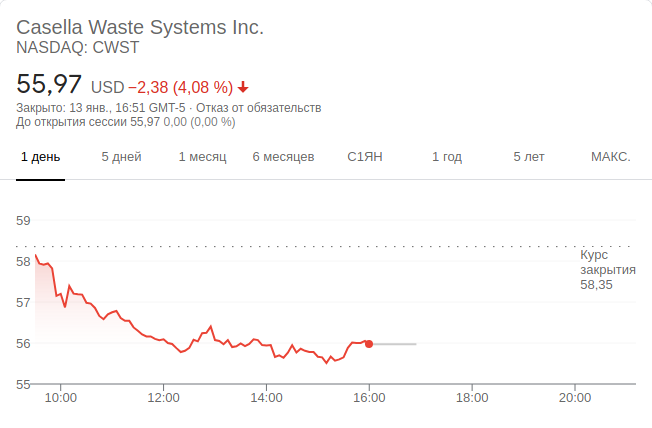 Casella Waste Systems Inc.
NASDAQ: CWST
55,97 USD −2,38 (4,08 %)
Закрыто: 13 янв., 16:51 GMT-5 · Отказ от обязательств
До открытия сессии 55,97 0,00 (0,00 %)
1 день 5 дней 1 месяц 6 месяцев С1ЯН 1 год 5 лет МАКС.
59
58
57
56
55
Курс
закрытия
58,35
10:00 12:00 14:00 16:00 18:00 20:00